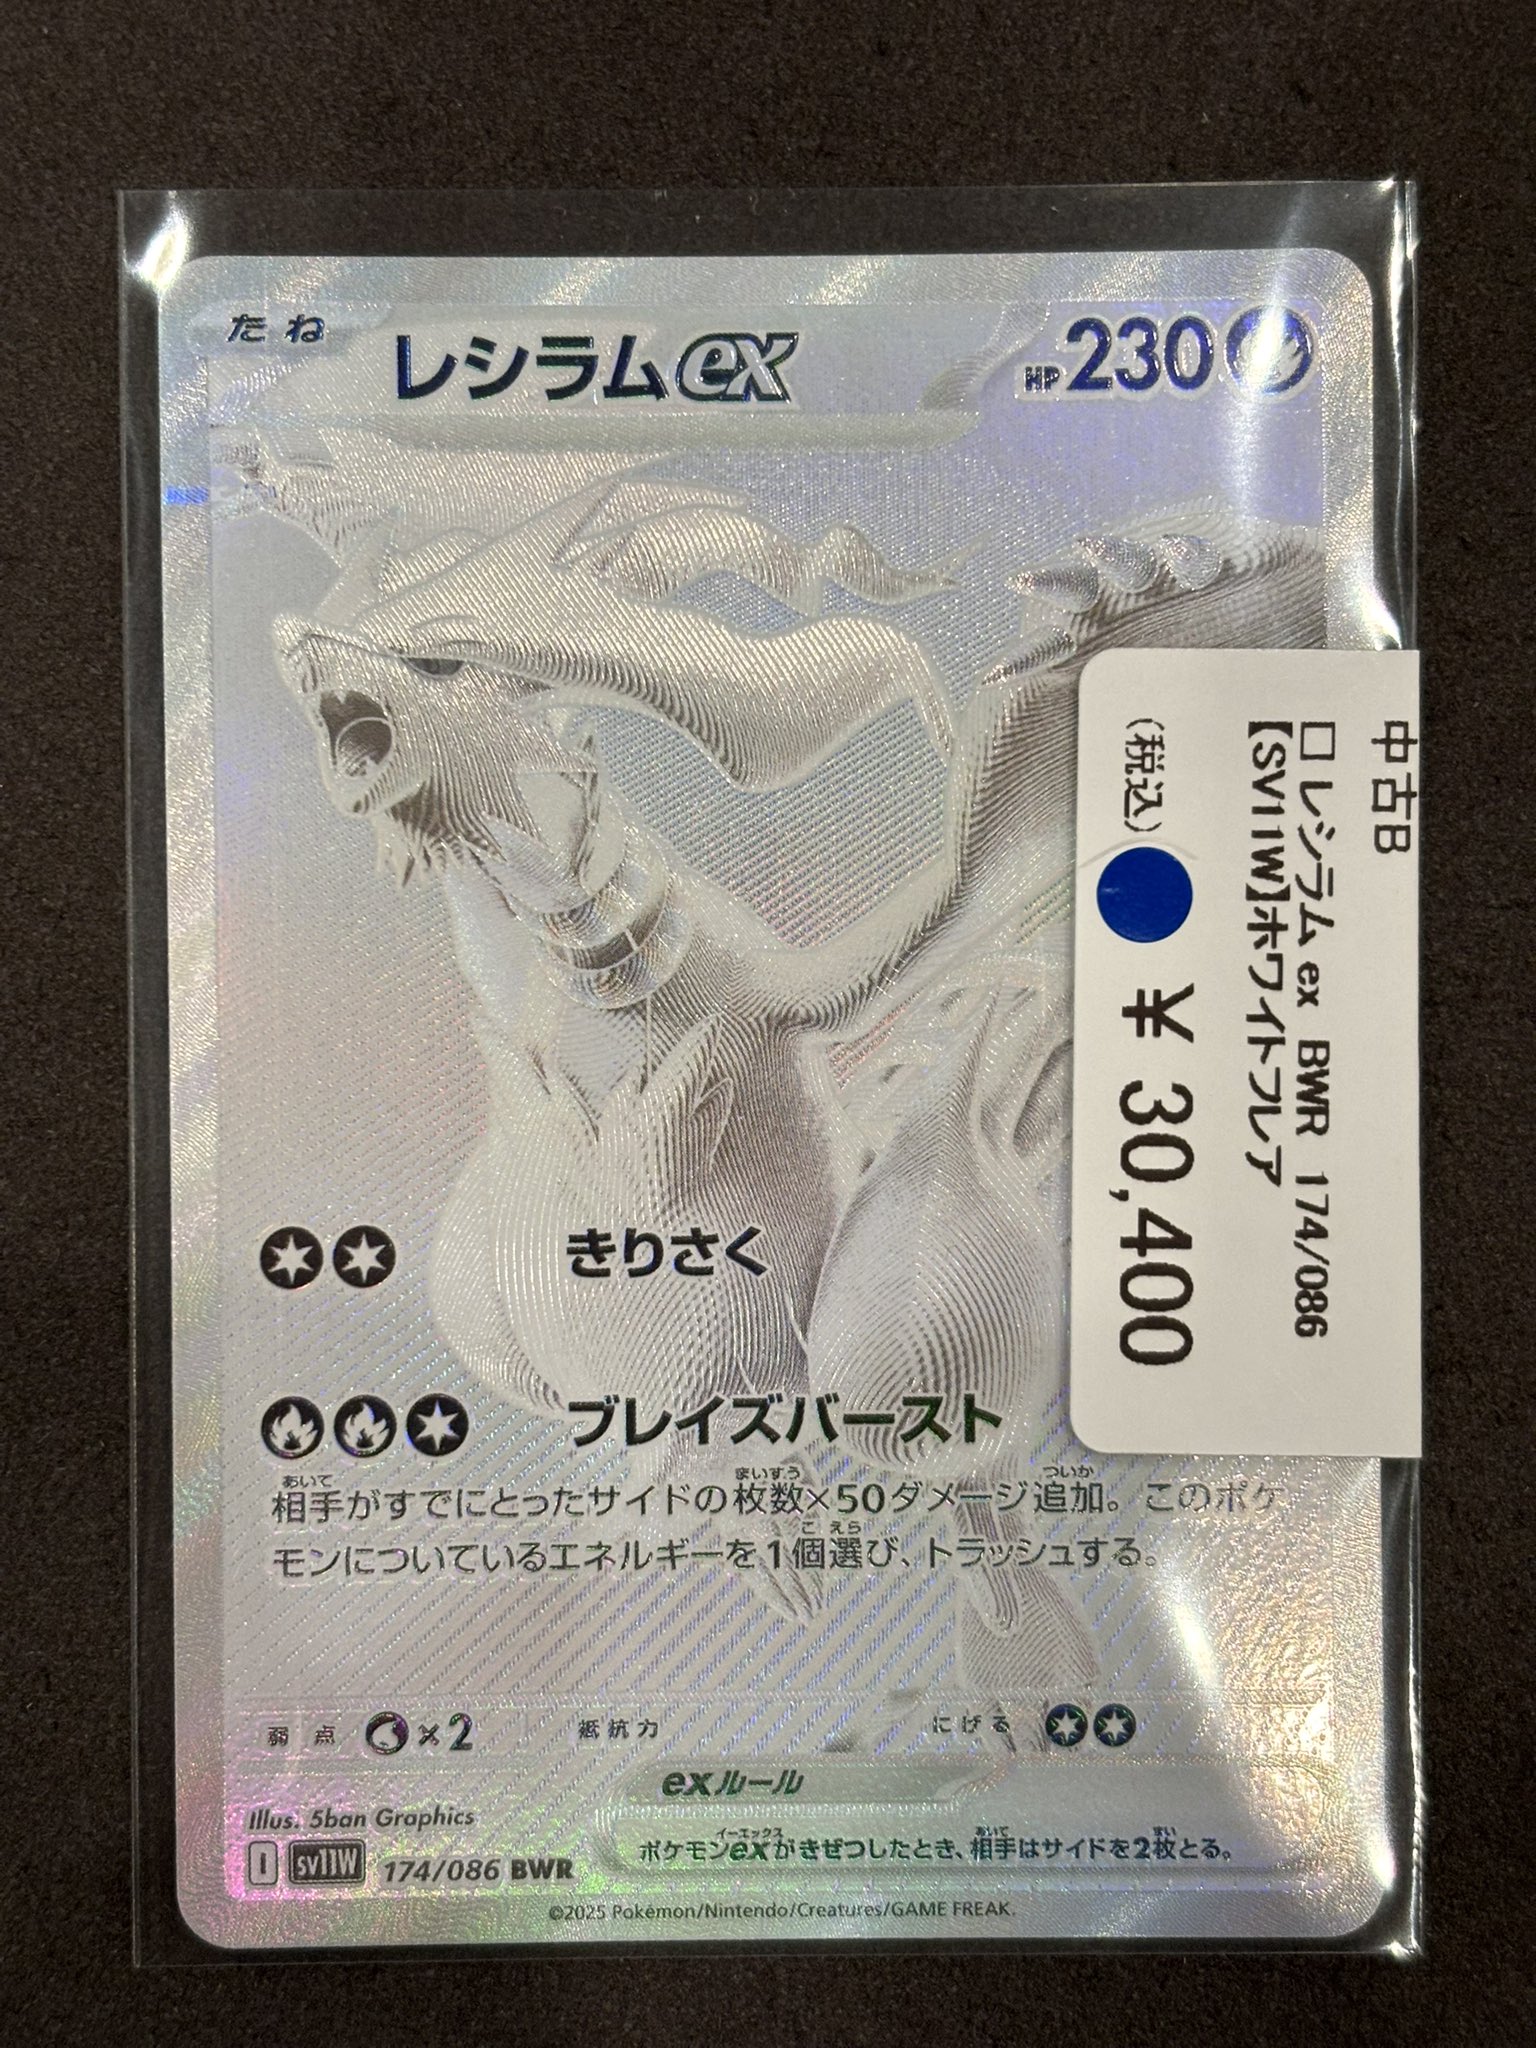 たね
レシラムex
HP 230
中古B
□ レシラムex BWR 174/086
【SV11W】ホワイトフレア
(税込)
¥ 30,400
きりさく
ブレイズバースト
相手がすでにとったサイドの枚数×50ダメージ追加。このポケ
モンについているエネルギーを1個選び、トラッシュする。
弱点 ×2 抵抗力 にげる
exルール
ポケモンexがきぜつしたとき、相手はサイドを2枚とる。
Illus. 5ban Graphics
I SV11W 174/086 BWR
©2025 Pokémon/Nintendo/Creatures/GAME FREAK.